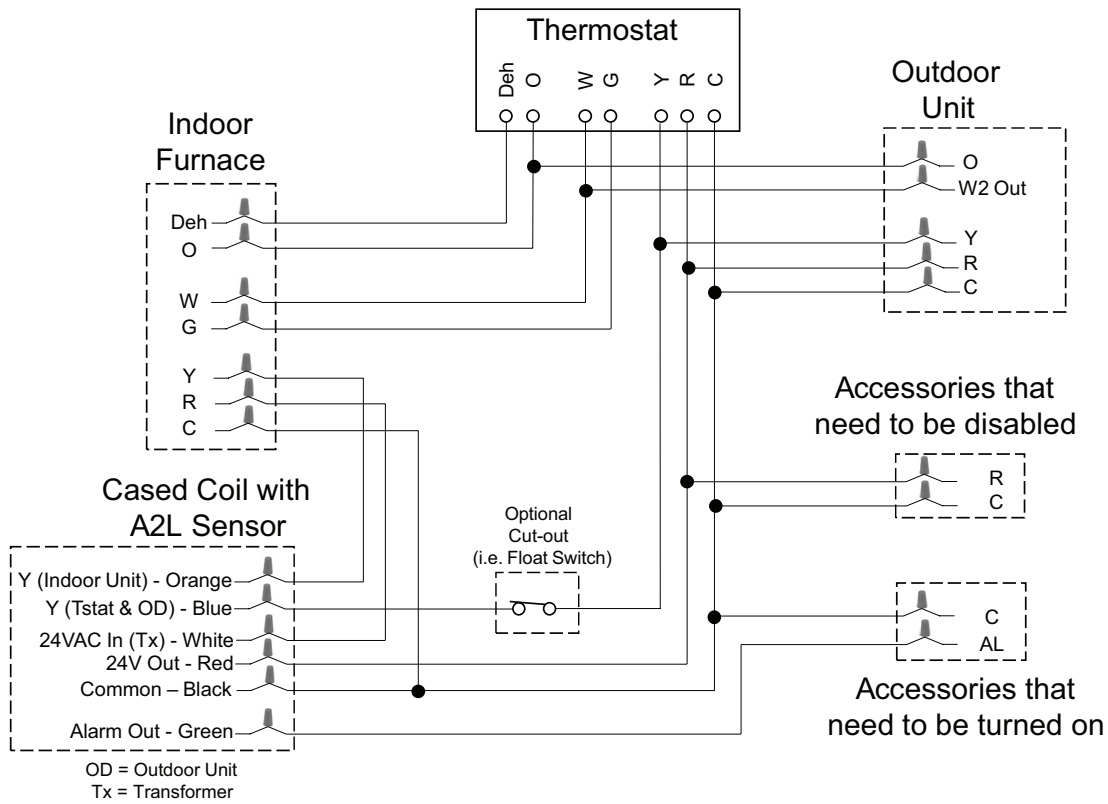 Thermostat
Deh O W G Y R C
Outdoor
Unit
O
W2 Out
Y
R
C
Indoor
Furnace
Deh
O
W
G
Y
R
C
Accessories that
need to be disabled
R
C
Cased Coil with
A2L Sensor
Y (Indoor Unit) - Orange
Y (Tstat & OD) - Blue
24VAC In (Tx) - White
24V Out - Red
Common – Black
Alarm Out - Green
OD = Outdoor Unit
Tx = Transformer
Optional
Cut-out
(i.e. Float Switch)
C
AL
Accessories that
need to be turned on